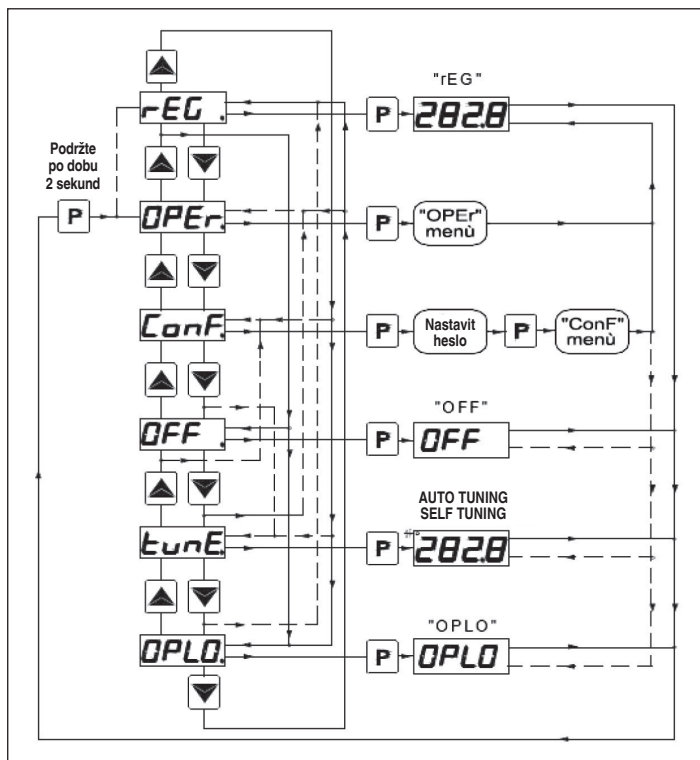 "rEG"
rEG.
P
282.8
Podržte
po dobu
2 sekund
P
OPEr.
P
"OPEr"
menù
ConF.
P
Nastavit
heslo
P
"ConF"
menù
"OFF"
OFF.
P
OFF
AUTO TUNING
SELF TUNING
tunE.
P
282.8
"OPLO"
OPLO.
P
OPLO